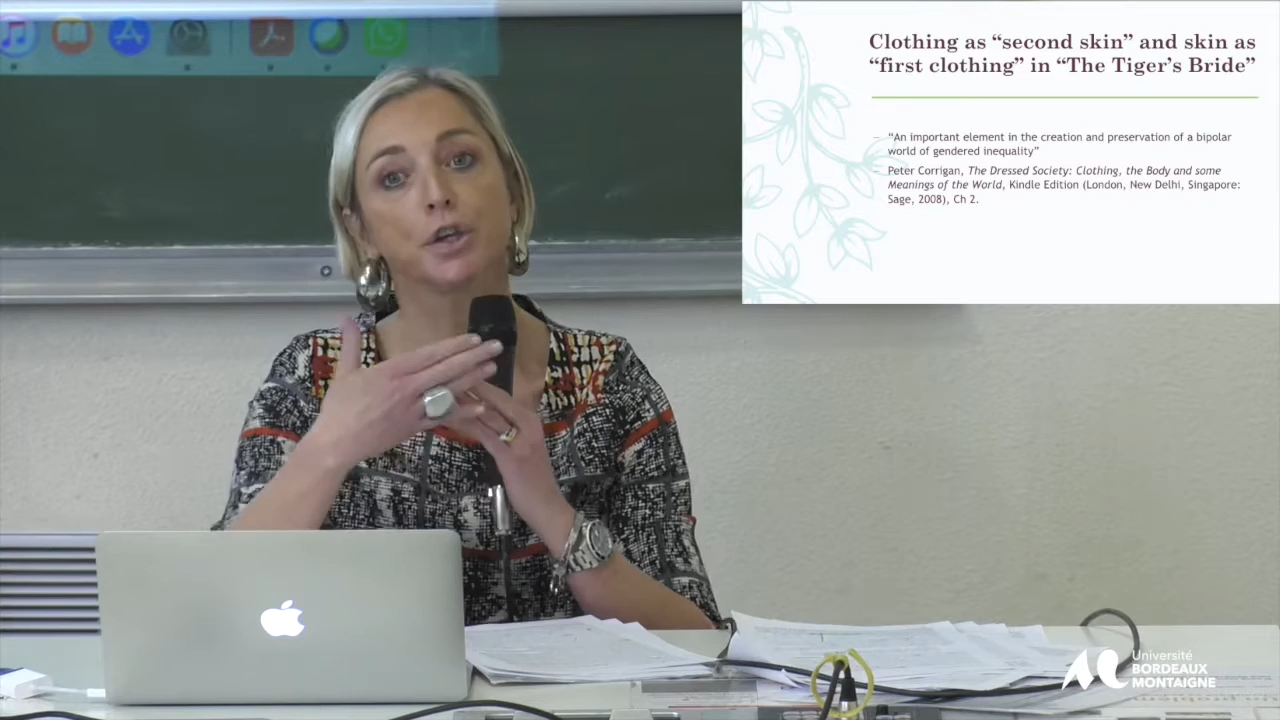 Clothing as “second skin” and skin as
“first clothing” in “The Tiger’s Bride”
– “An important element in the creation and preservation of a bipolar
world of gendered inequality”
– Peter Corrigan, The Dressed Society: Clothing, the Body and some
Meanings of the World, Kindle Edition (London, New Delhi, Singapore:
Sage, 2008), Ch 2.
Université
BORDEAUX
MONTAIGNE